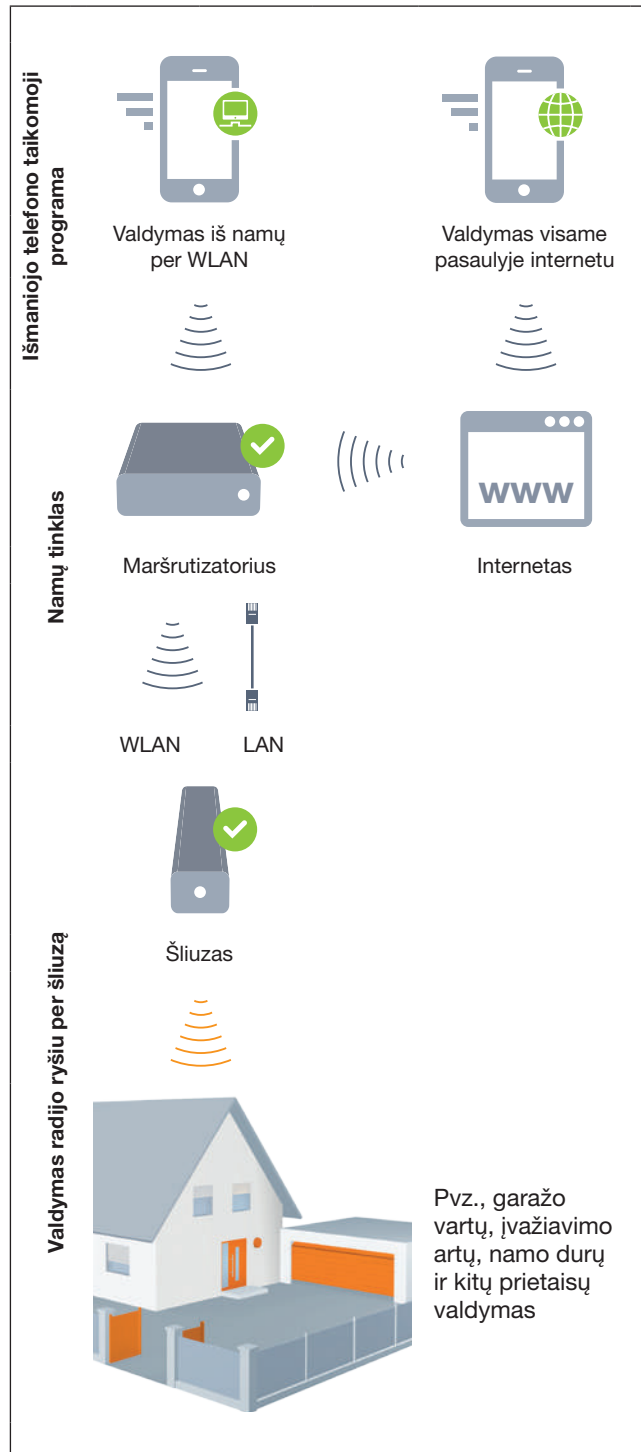 Išmaniojo telefono taikomoji
programa
Valdymas iš namų
per WLAN
Valdymas visame
pasaulyje internetu
Namų tinklas
www
Maršrutizatorius
Internetas
WLAN
LAN
Valdymas radijo ryšiu per šliuzą
Šliuzas
Pvz., garažo
vartų, įvažiavimo
artų, namo durų
ir kitų prietaisų
valdymas